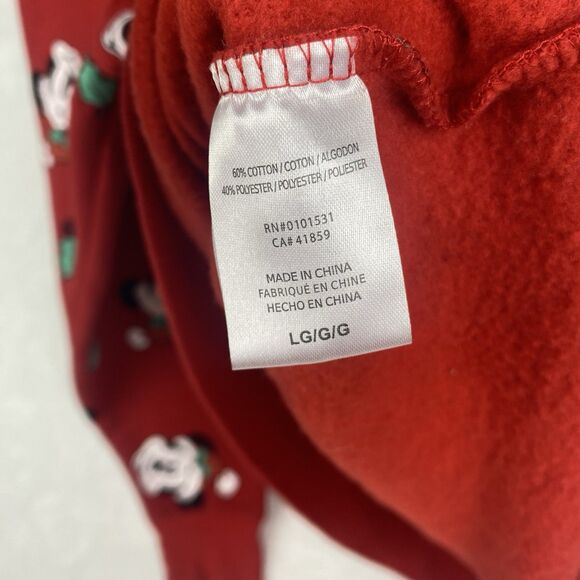 60% COTTON / COTON / ALGODON
40% POLYESTER / POLYESTER / POLIESTER
RN#0101531
CA# 41859
MADE IN CHINA
FABRIQUÉ EN CHINE
HECHO EN CHINA
LG/G/G